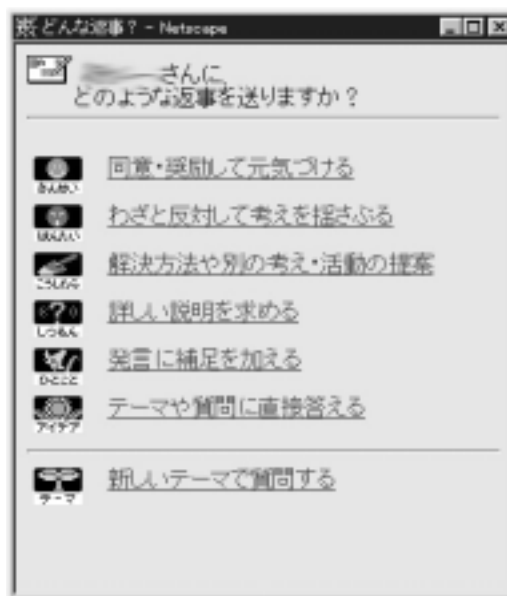 どんな返事？ - Netscape
さんに
どのような返事を送りますか？
同意・奨励して元気づける
さんせい
わざと反対して考えを揺さぶる
はんたい
解決方法や別の考え・活動の提案
こうしたら
詳しい説明を求める
しつもん
発言に補足を加える
ひとこと
テーマや質問に直接答える
アイデア
新しいテーマで質問する
テーマ